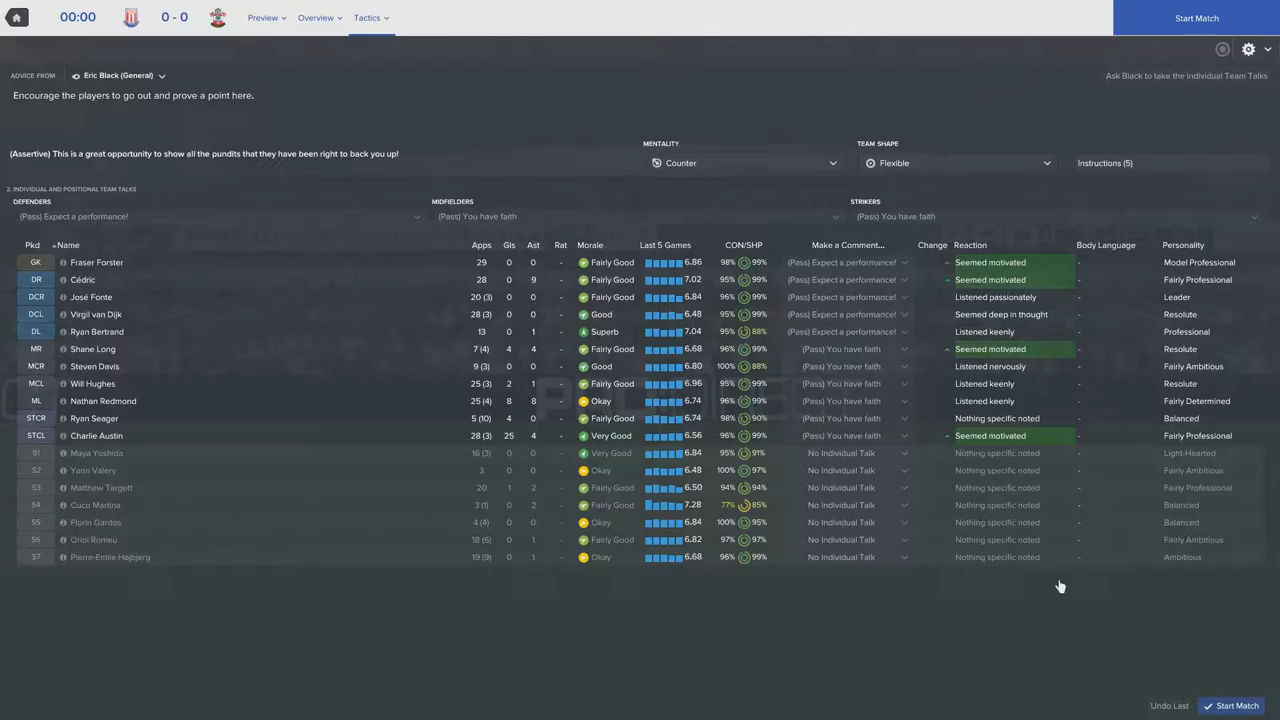 00:00 0 - 0 Preview Overview Tactics Start Match
ADVICE FROM Eric Black (General) Ask Black to take the Individual Team Talks
Encourage the players to go out and prove a point here.
MENTALITY TEAM SHAPE
(Assertive) This is a great opportunity to show all the pundits that they have been right to back you up!
Counter Flexible Instructions (5)
2. INDIVIDUAL AND POSITIONAL TEAM TALKS
DEFENDERS MIDFIELDERS STRIKERS
(Pass) Expect a performance! (Pass) You have faith (Pass) You have faith
Pkd Name Apps Gls Ast Rat Morale Last 5 Games CON/SHP Make a Comment... Change Reaction Body Language Personality
GK Fraser Forster 29 0 0 - Fairly Good 6.86 98% 99% (Pass) Expect a performance! Seemed motivated - Model Professional
DR Cédric 28 0 9 - Fairly Good 7.02 95% 99% (Pass) Expect a performance! Seemed motivated - Fairly Professional
DCR José Fonte 20 (3) 0 0 - Fairly Good 6.84 96% 99% (Pass) Expect a performance! Listened passionately - Leader
DCL Virgil van Dijk 28 (3) 0 0 - Good 6.48 95% 99% (Pass) Expect a performance! Seemed deep in thought - Resolute
DL Ryan Bertrand 13 0 1 - Superb 7.04 95% 88% (Pass) Expect a performance! Listened keenly - Professional
MR Shane Long 7 (4) 4 4 - Fairly Good 6.68 96% 99% (Pass) You have faith Seemed motivated - Resolute
MCR Steven Davis 9 (3) 0 0 - Good 6.80 100% 88% (Pass) You have faith Listened nervously - Fairly Ambitious
MCL Will Hughes 25 (3) 2 1 - Fairly Good 6.96 95% 99% (Pass) You have faith Listened keenly - Resolute
ML Nathan Redmond 25 (4) 8 8 - Okay 6.74 96% 99% (Pass) You have faith Listened keenly - Fairly Determined
STCR Ryan Seager 5 (10) 4 0 - Fairly Good 6.74 98% 90% (Pass) You have faith Nothing specific noted - Balanced
STCL Charlie Austin 28 (3) 25 4 - Very Good 6.56 96% 99% (Pass) You have faith Seemed motivated - Fairly Professional
S1 Maya Yoshida 16 (3) 0 0 - Very Good 6.84 95% 91% No Individual Talk Nothing specific noted - Light-Hearted
S2 Yann Valery 3 0 0 - Okay 6.48 100% 97% No Individual Talk Nothing specific noted - Fairly Ambitious
S3 Matthew Targett 20 1 2 - Fairly Good 6.50 94% 94% No Individual Talk Nothing specific noted - Fairly Professional
S4 Cuco Martina 3 (1) 0 2 - Fairly Good 7.28 77% 85% No Individual Talk Nothing specific noted - Balanced
S5 Florin Gardos 4 (4) 0 0 - Okay 6.84 100% 95% No Individual Talk Nothing specific noted - Balanced
S6 Oriol Romeu 18 (6) 0 1 - Fairly Good 6.82 97% 97% No Individual Talk Nothing specific noted - Fairly Ambitious
S7 Pierre-Emile Højbjerg 19 (9) 0 1 - Okay 6.68 96% 99% No Individual Talk Nothing specific noted - Ambitious
Undo Last Start Match